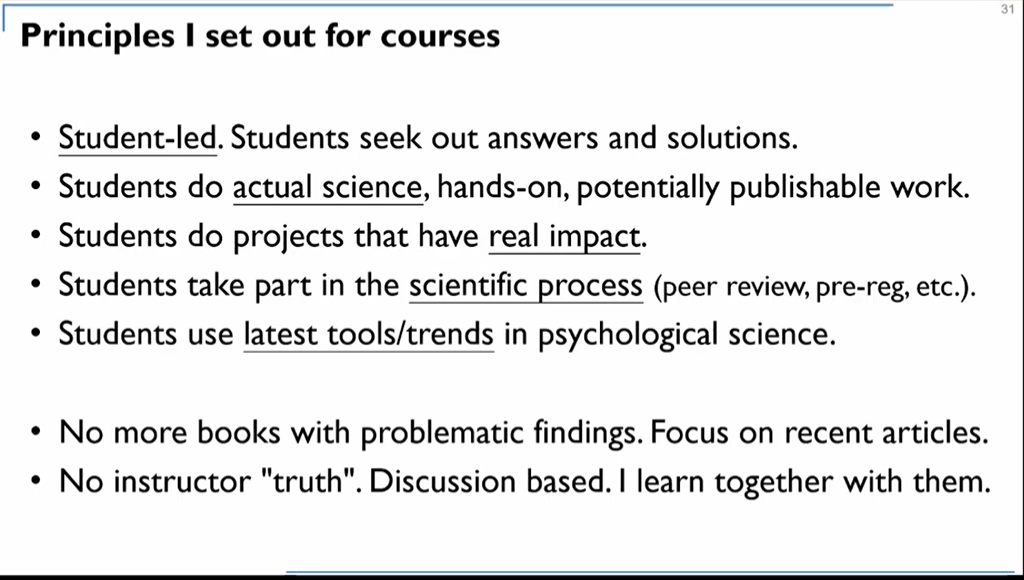 31
Principles I set out for courses
• Student-led. Students seek out answers and solutions.
• Students do actual science, hands-on, potentially publishable work.
• Students do projects that have real impact.
• Students take part in the scientific process (peer review, pre-reg, etc.).
• Students use latest tools/trends in psychological science.
• No more books with problematic findings. Focus on recent articles.
• No instructor "truth". Discussion based. I learn together with them.